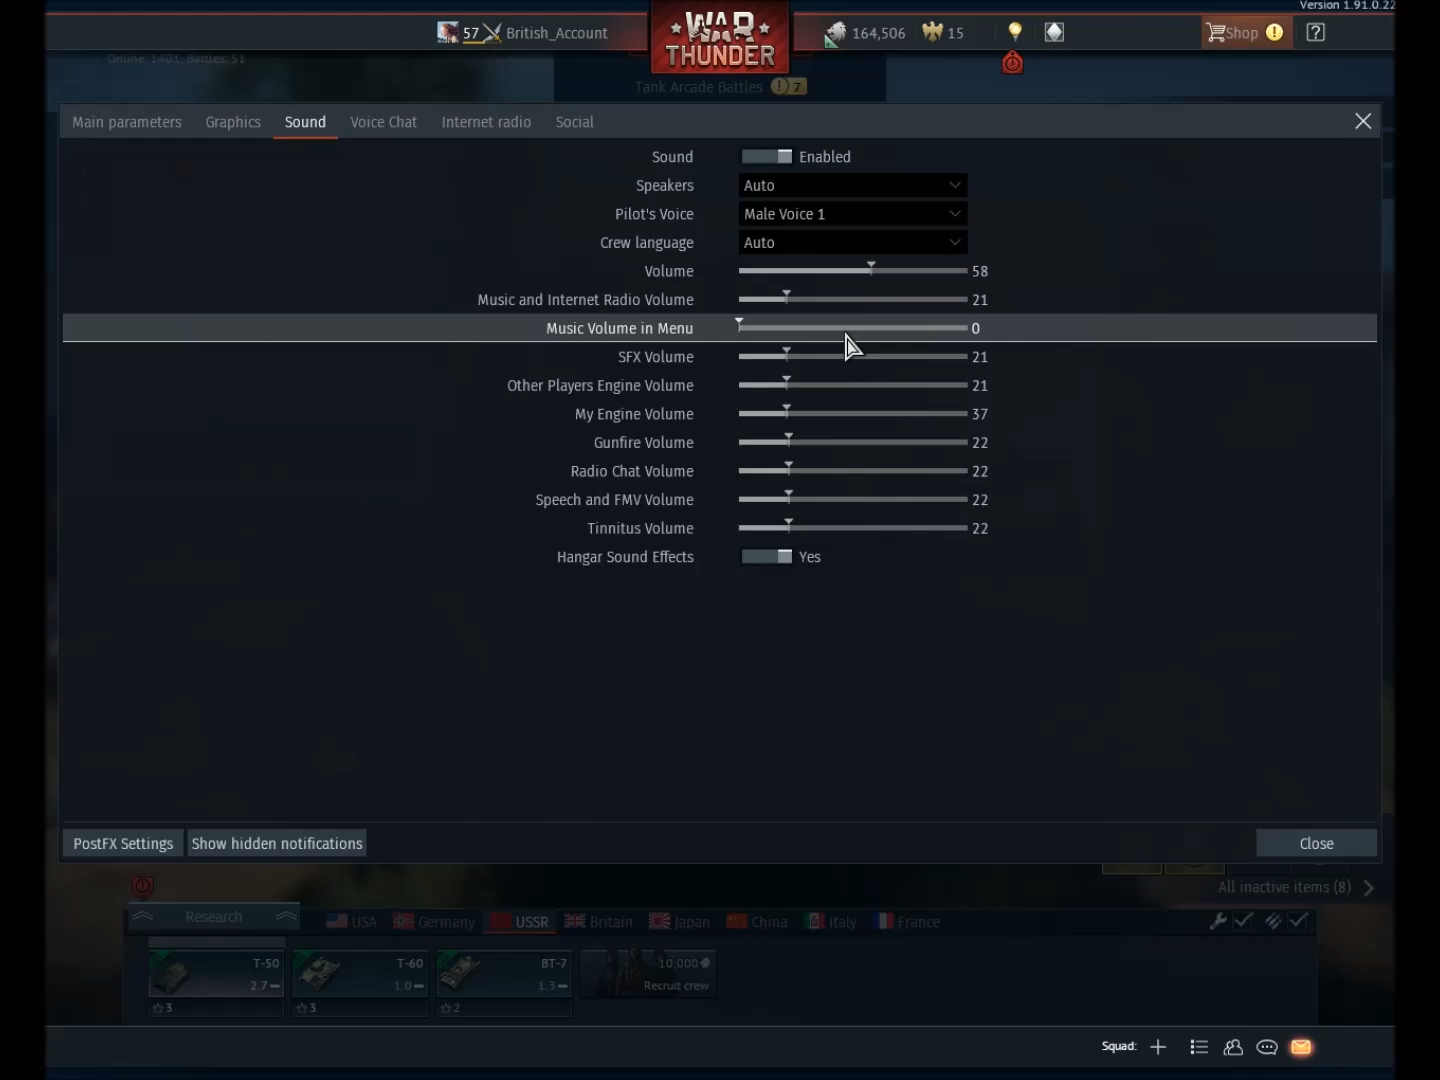 Version 1.91.0.22
57 British_Account
WAR THUNDER
164,506
15
Shop
?
Online: 1401, Battles: 51
Tank Arcade Battles ! 7
Main parameters Graphics Sound Voice Chat Internet radio Social
Sound Enabled
Speakers Auto
Pilot's Voice Male Voice 1
Crew language Auto
Volume 58
Music and Internet Radio Volume 21
Music Volume in Menu 0
SFX Volume 21
Other Players Engine Volume 21
My Engine Volume 37
Gunfire Volume 22
Radio Chat Volume 22
Speech and FMV Volume 22
Tinnitus Volume 22
Hangar Sound Effects Yes
PostFX Settings Show hidden notifications Close
All inactive items (8)
Research USA Germany USSR Britain Japan China Italy France
T-50 T-60 BT-7 10,000
2.7 1.0 1.3 Recruit crew
3 3 2
Squad: